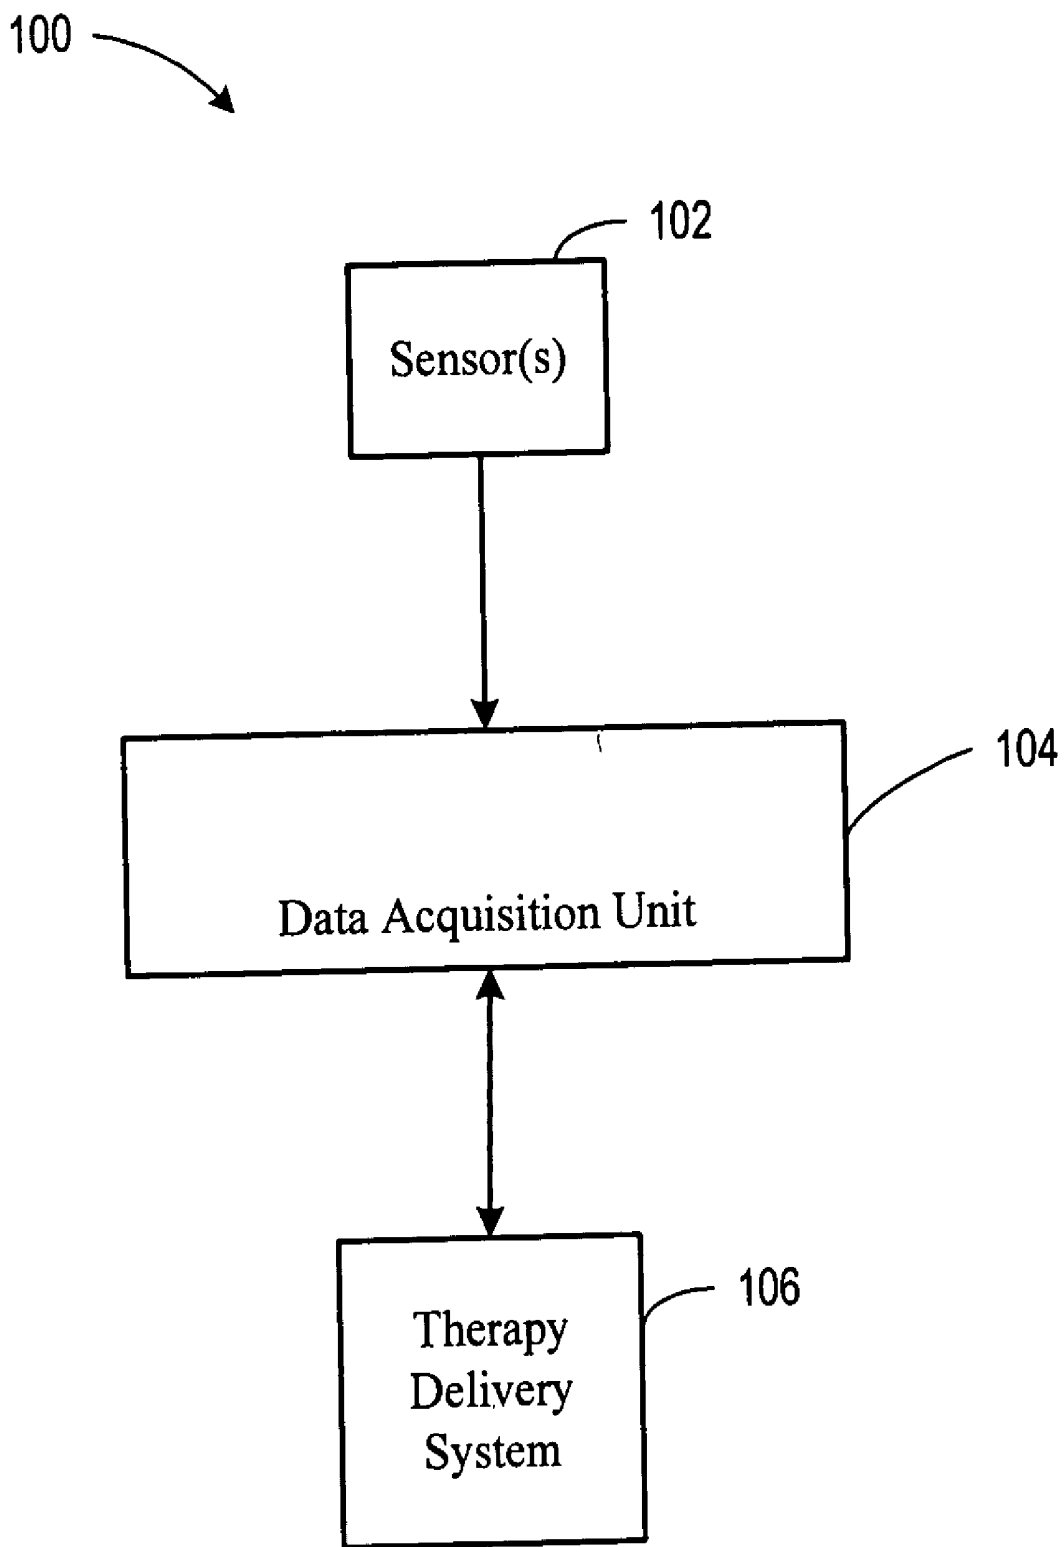 100
102
Sensor(s)
104
Data Acquisition Unit
106
Therapy
Delivery
System